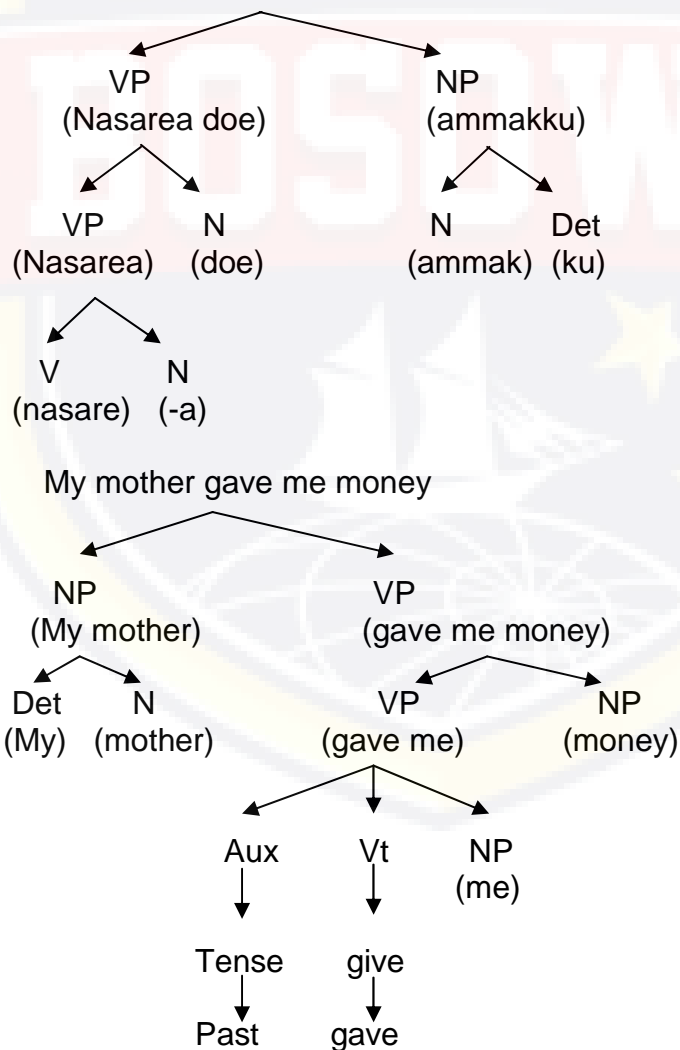 VP NP
(Nasarea doe) (ammakku)
VP N N Det
(Nasarea) (doe) (ammak) (ku)
V N
(nasare) (-a)
My mother gave me money
NP VP
(My mother) (gave me money)
Det N VP NP
(My) (mother) (gave me) (money)
Aux Vt NP
(me)
Tense give
Past gave